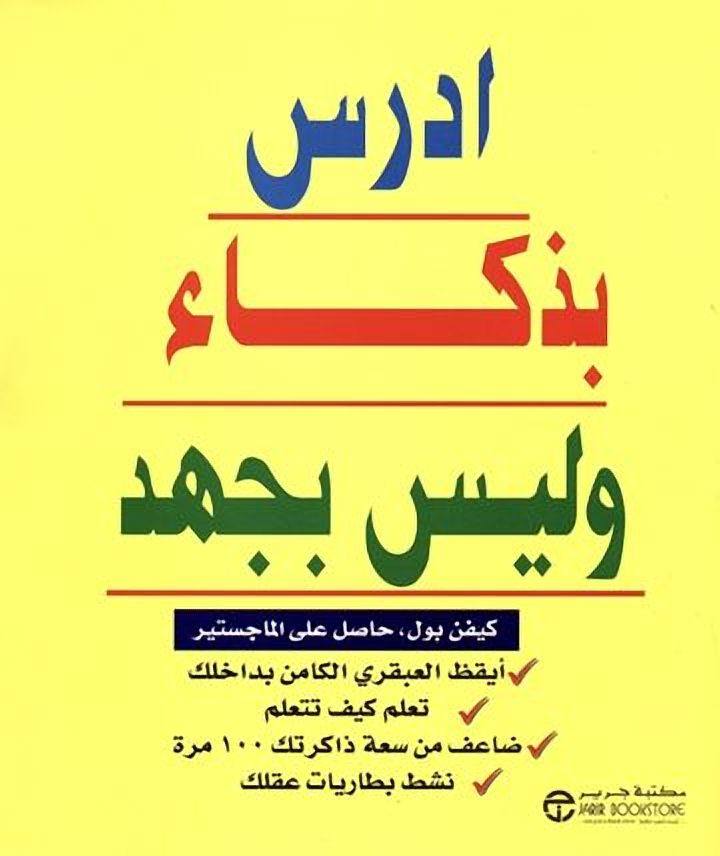 ادرس
بذكاء
وليس بجهد
كيفن بول، حاصل على الماجستير
أيقظ العبقري الكامن بداخلك
تعلم كيف تتعلم
ضاعف من سعة ذاكرتك ١٠٠ مرة
نشط بطاريات عقلك
مكتبة جرير
JARIR BOOKSTORE